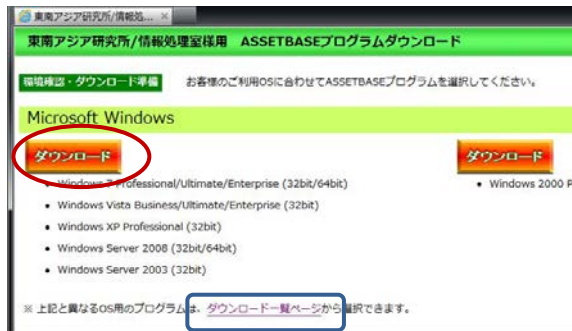 東南アジア研究所/情報処... ×
東南アジア研究所/情報処理室様用 ASSETBASEプログラムダウンロード
環境確認・ダウンロード準備 お客様のご利用OSに合わせてASSETBASEプログラムを選択してください。
Microsoft Windows
ダウンロード ダウンロード
• Windows 7 Professional/Ultimate/Enterprise (32bit/64bit) • Windows 2000 P
• Windows Vista Business/Ultimate/Enterprise (32bit)
• Windows XP Professional (32bit)
• Windows Server 2008 (32bit/64bit)
• Windows Server 2003 (32bit)
※ 上記と異なるOS用のプログラムは、ダウンロード一覧ページから選択できます。